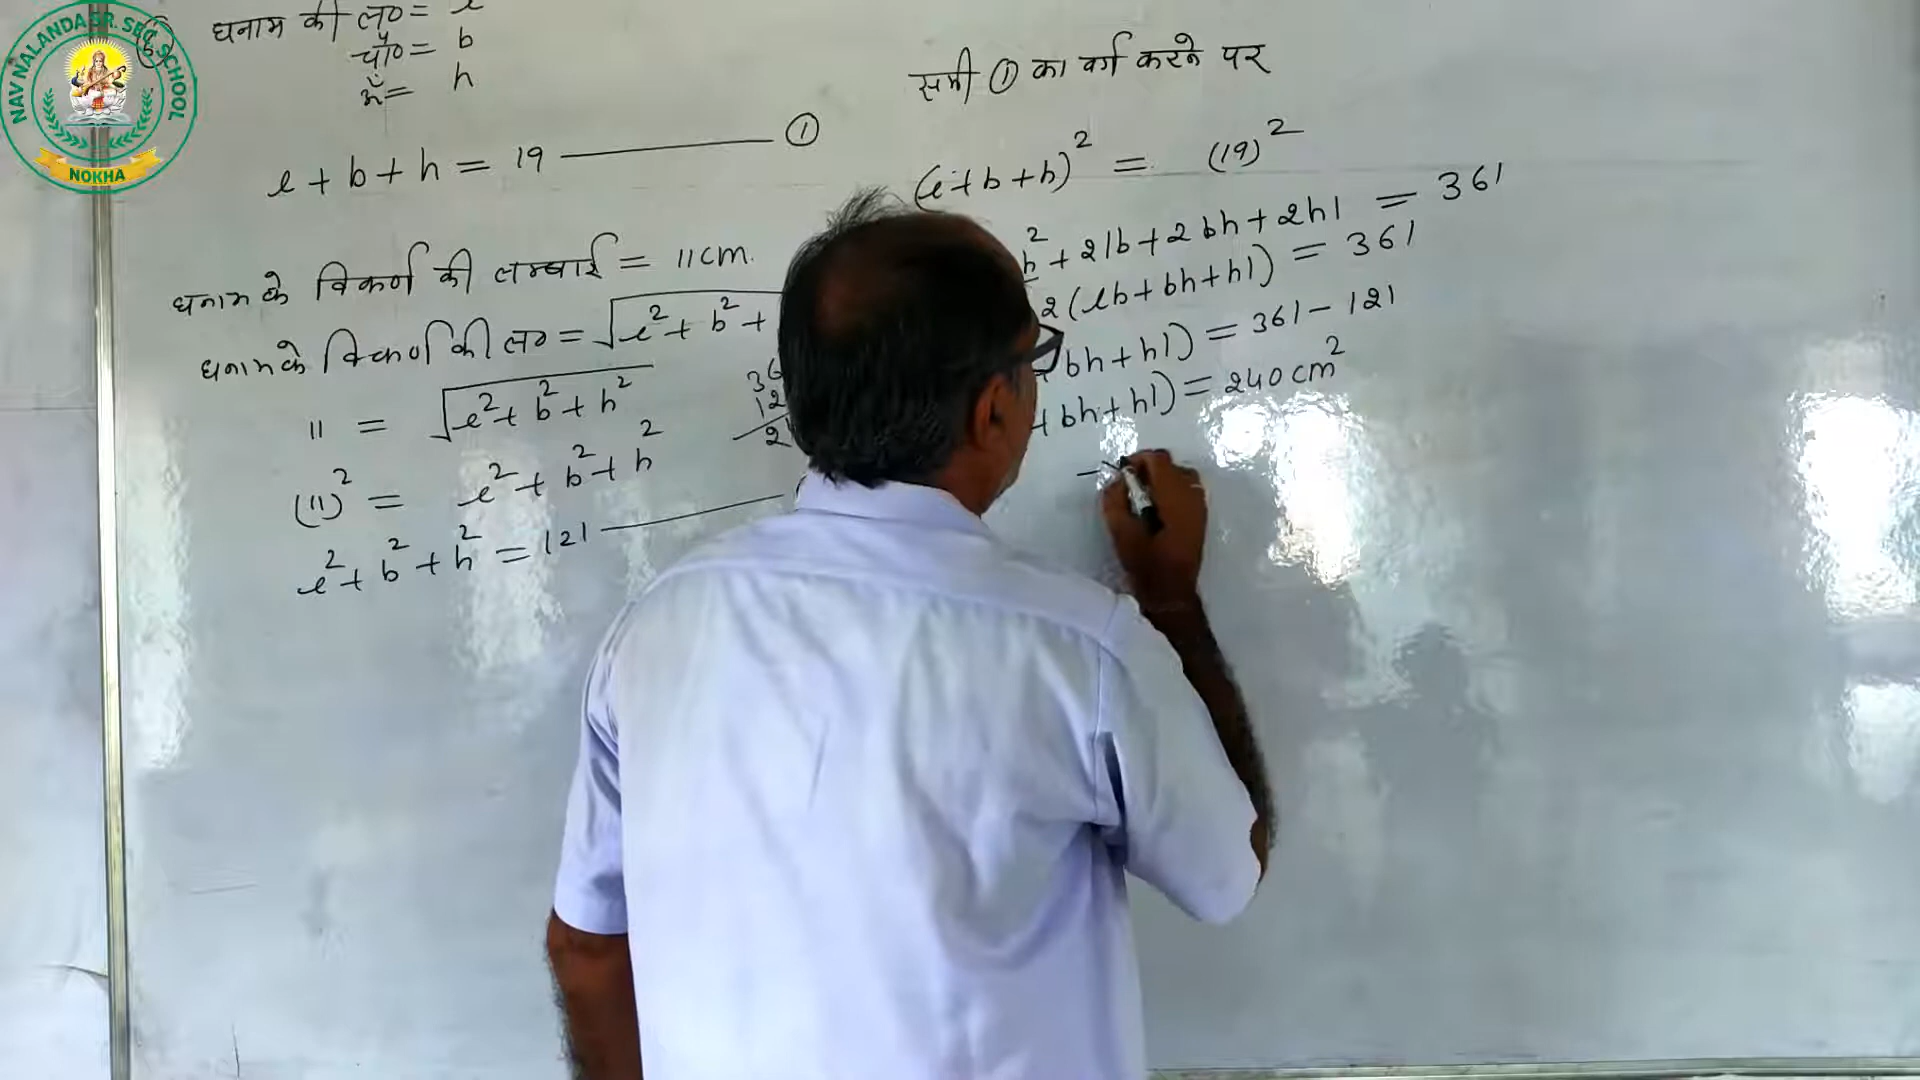 NAV NALANDA SR. SEC. SCHOOL
NOKHA
घनाभ की ल० = l
चौ० = b
ऊँ = h
l + b + h = 19 ——— ①
घनाभ के विकर्ण की लम्बाई = 11cm.
घनाभ के विकर्ण की ल० = √l² + b² +
11 = √l² + b² + h²
(11)² = l² + b² + h²
l² + b² + h² = 121 ———
समी ① का वर्ग करने पर
(l + b + h)² = (19)²
h² + 2lb + 2bh + 2hl = 361
2(lb + bh + hl) = 361
bh + hl) = 361 - 121
+ bh + hl) = 240 cm²